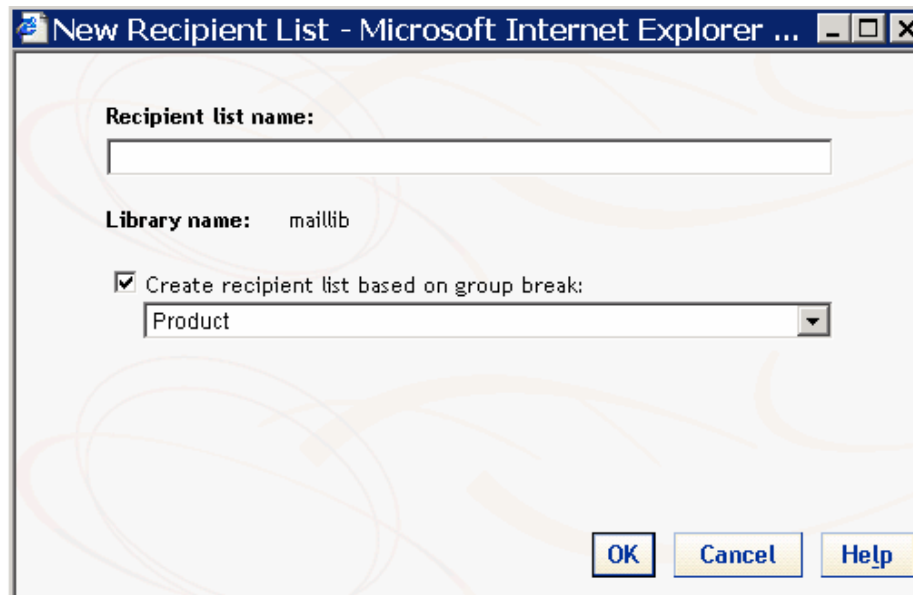 New Recipient List - Microsoft Internet Explorer ...
Recipient list name:
Library name: maillib
Create recipient list based on group break:
Product
OK Cancel Help